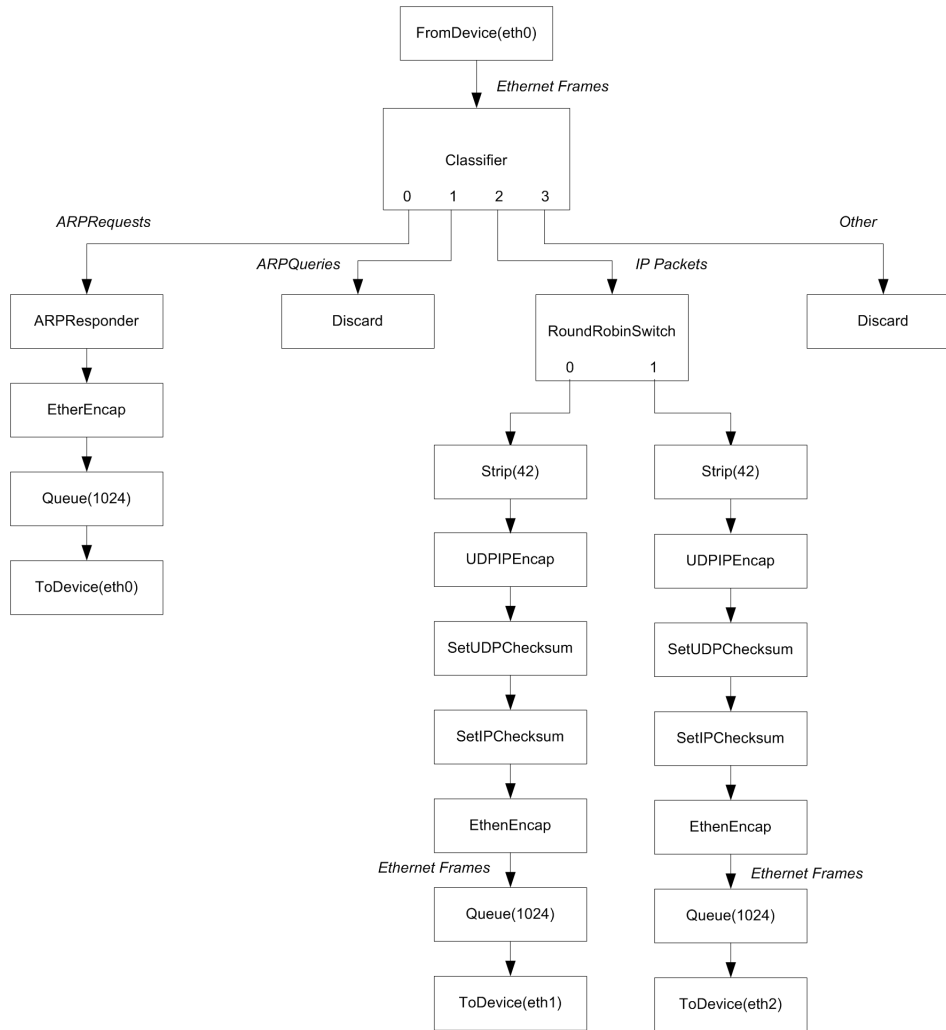 FromDevice(eth0)
Ethernet Frames
Classifier
0 1 2 3
ARPRequests
Other
ARPQueries
IP Packets
ARPResponder
Discard
RoundRobinSwitch
Discard
0 1
EtherEncap
Strip(42)
Strip(42)
Queue(1024)
UDPIPEncap
UDPIPEncap
ToDevice(eth0)
SetUDPChecksum
SetUDPChecksum
SetIPChecksum
SetIPChecksum
EthenEncap
EthenEncap
Ethernet Frames
Ethernet Frames
Queue(1024)
Queue(1024)
ToDevice(eth1)
ToDevice(eth2)